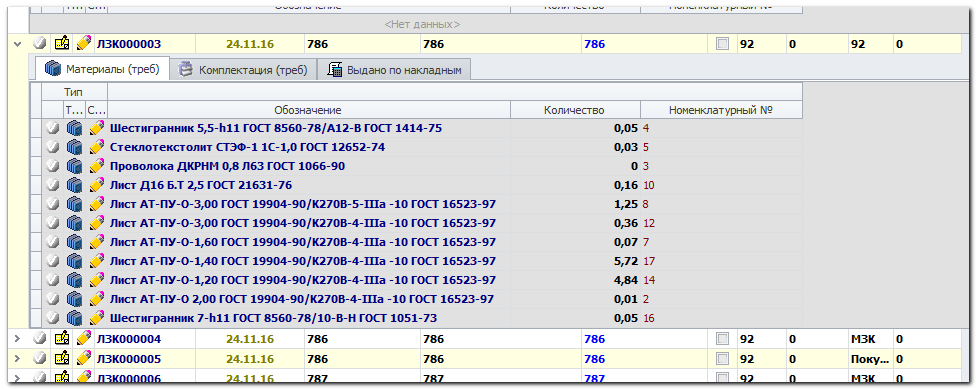 Обозначение Количество Номенклатурный №
<Нет данных>
ЛЗК000003 24.11.16 786 786 786 92 0 92 0
Материалы (треб) Комплектация (треб) Выдано по накладным
Тип
Т... С... Обозначение Количество Номенклатурный №
Шестигранник 5,5-h11 ГОСТ 8560-78/А12-В ГОСТ 1414-75 0,05 4
Стеклотекстолит СТЭФ-1 1С-1,0 ГОСТ 12652-74 0,03 5
Проволока ДКРНМ 0,8 Л63 ГОСТ 1066-90 0 3
Лист Д16 Б.Т 2,5 ГОСТ 21631-76 0,16 10
Лист АТ-ПУ-О-3,00 ГОСТ 19904-90/К270В-5-IIIа -10 ГОСТ 16523-97 1,25 8
Лист АТ-ПУ-О-3,00 ГОСТ 19904-90/К270В-4-IIIа -10 ГОСТ 16523-97 0,36 12
Лист АТ-ПУ-О-1,60 ГОСТ 19904-90/К270В-4-IIIа -10 ГОСТ 16523-97 0,07 7
Лист АТ-ПУ-О-1,40 ГОСТ 19904-90/К270В-4-IIIа -10 ГОСТ 16523-97 5,72 17
Лист АТ-ПУ-О-1,20 ГОСТ 19904-90/К270В-4-IIIа -10 ГОСТ 16523-97 4,84 14
Лист АТ-ПУ-О 2,00 ГОСТ 19904-90/К270В-4-IIIа -10 ГОСТ 16523-97 0,01 2
Шестигранник 7-h11 ГОСТ 8560-78/10-В-Н ГОСТ 1051-73 0,05 16
ЛЗК000004 24.11.16 786 786 786 92 0 МЗК 0
ЛЗК000005 24.11.16 786 786 786 92 0 Поку... 0
ЛЗК000006 24.11.16 787 787 787 92 0 МЗК 0